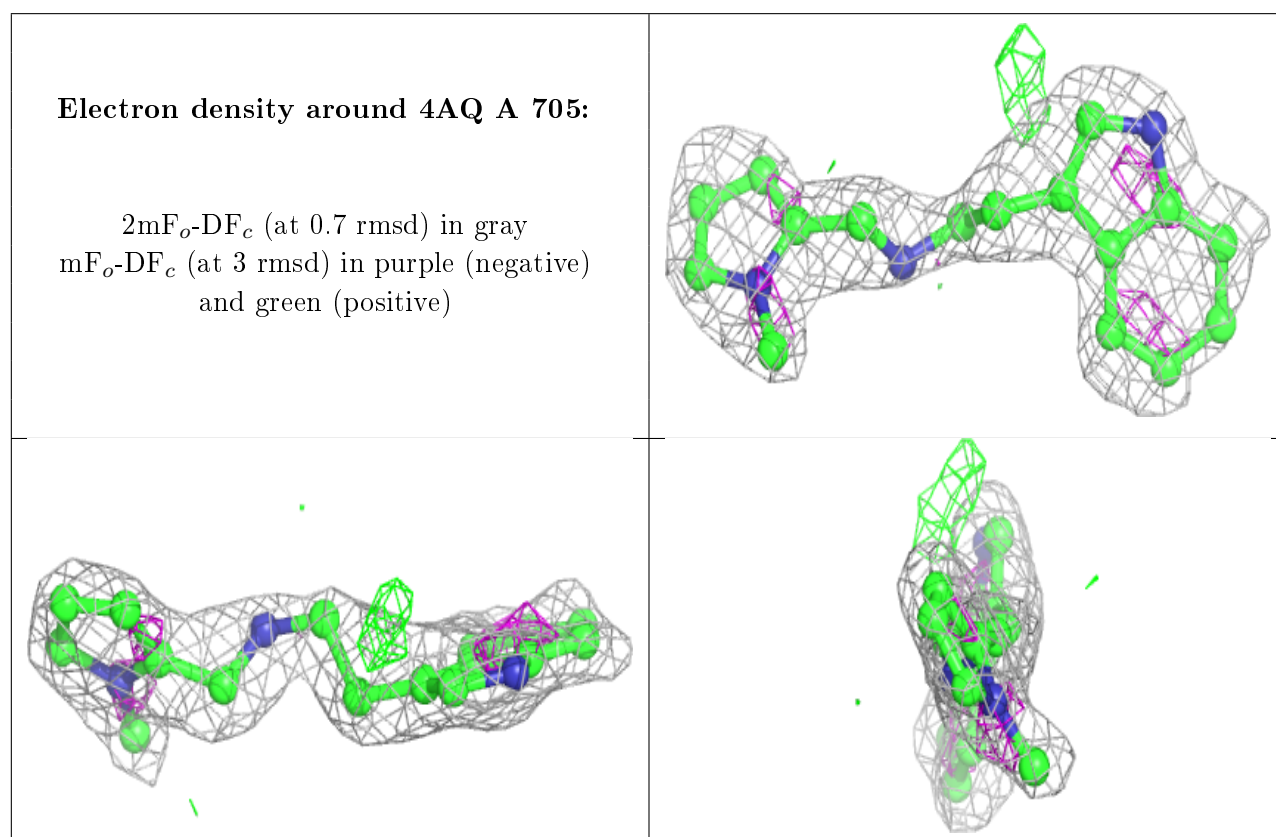 Electron density around 4AQ A 705:
2mFo-DFc (at 0.7 rmsd) in gray
mFo-DFc (at 3 rmsd) in purple (negative)
and green (positive)